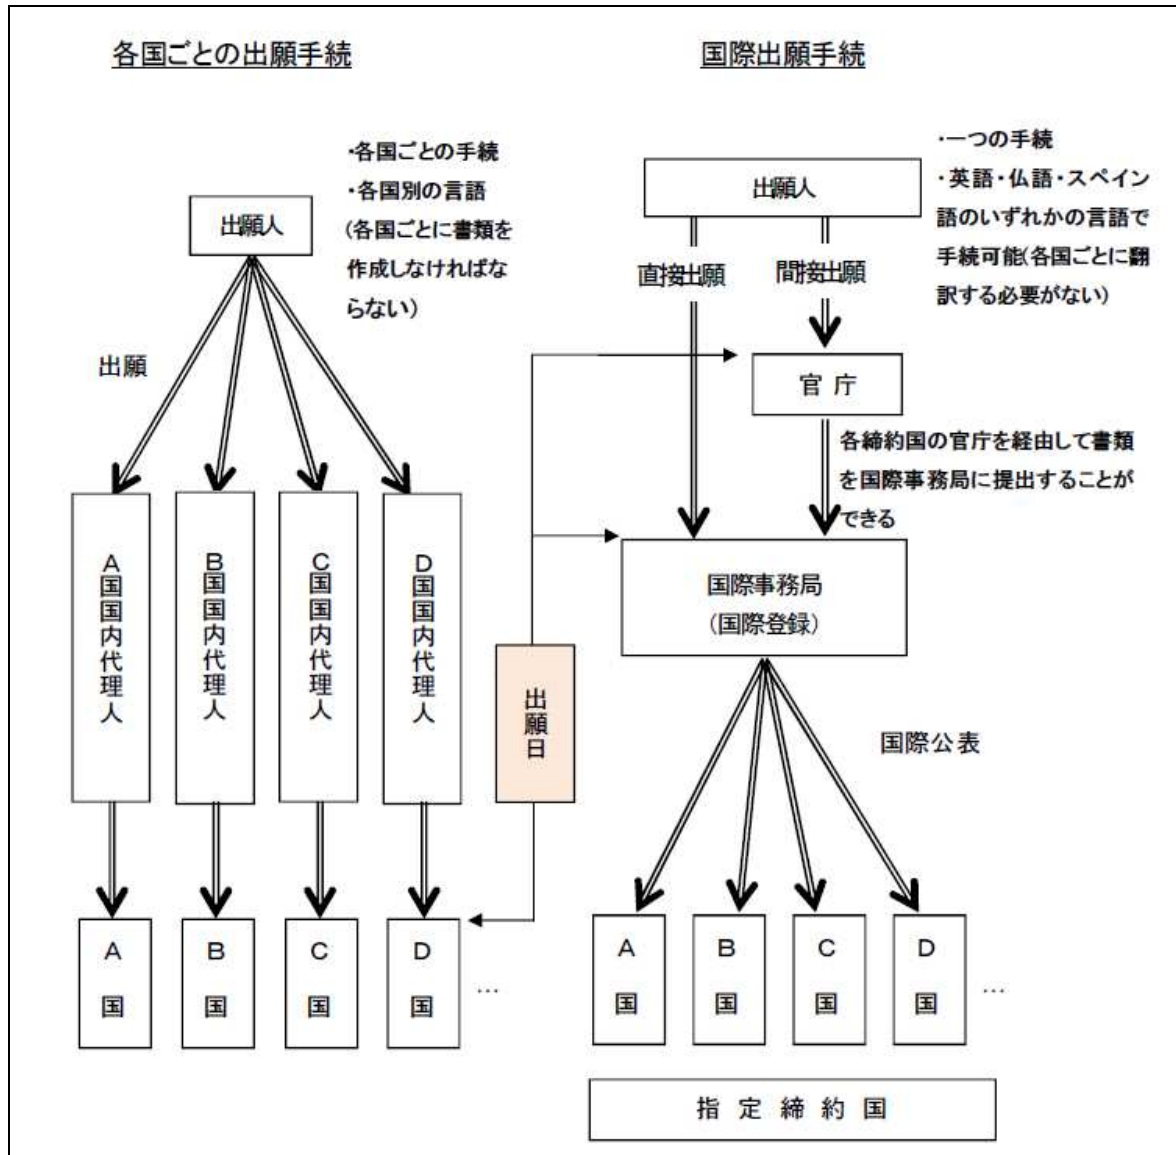 各国ごとの出願手続
・各国ごとの手続
・各国別の言語
(各国ごとに書類を
作成しなければな
らない)
出願人
出願
A国国内代理人
B国国内代理人
C国国内代理人
D国国内代理人
A
国
B
国
C
国
D
国
…
出願日
国際出願手続
・一つの手続
・英語・仏語・スペイン
語のいずれかの言語で
手続可能(各国ごとに翻
訳する必要がない)
出願人
直接出願
間接出願
官庁
各締約国の官庁を経由して書類
を国際事務局に提出することが
できる
国際事務局
(国際登録)
国際公表
A
国
B
国
C
国
D
国
…
指定締約国